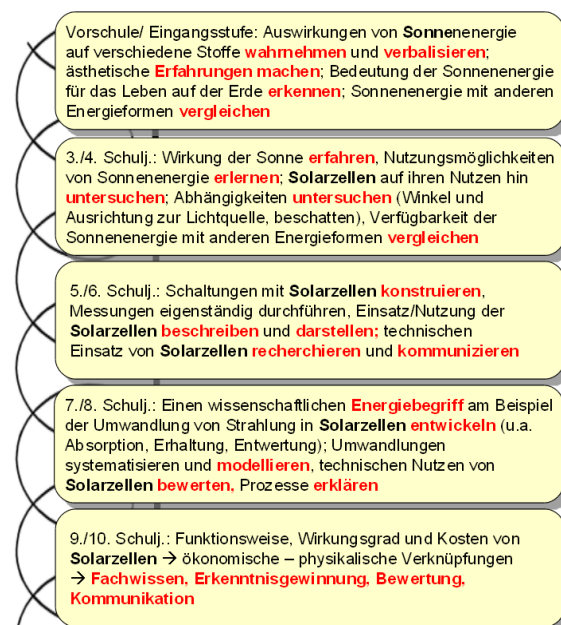 Vorschule/ Eingangsstufe: Auswirkungen von Sonnenenergie
auf verschiedene Stoffe wahrnehmen und verbalisieren;
ästhetische Erfahrungen machen; Bedeutung der Sonnenenergie
für das Leben auf der Erde erkennen; Sonnenenergie mit anderen
Energieformen vergleichen
3./4. Schulj.: Wirkung der Sonne erfahren, Nutzungsmöglichkeiten
von Sonnenenergie erlernen; Solarzellen auf ihren Nutzen hin
untersuchen; Abhängigkeiten untersuchen (Winkel und
Ausrichtung zur Lichtquelle, beschatten), Verfügbarkeit der
Sonnenenergie mit anderen Energieformen vergleichen
5./6. Schulj.: Schaltungen mit Solarzellen konstruieren,
Messungen eigenständig durchführen, Einsatz/Nutzung der
Solarzellen beschreiben und darstellen; technischen
Einsatz von Solarzellen recherchieren und kommunizieren
7./8. Schulj.: Einen wissenschaftlichen Energiebegriff am Beispiel
der Umwandlung von Strahlung in Solarzellen entwickeln (u.a.
Absorption, Erhaltung, Entwertung); Umwandlungen
systematisieren und modellieren, technischen Nutzen von
Solarzellen bewerten, Prozesse erklären
9./10. Schulj.: Funktionsweise, Wirkungsgrad und Kosten von
Solarzellen → ökonomische – physikalische Verknüpfungen
→ Fachwissen, Erkenntnisgewinnung, Bewertung,
Kommunikation